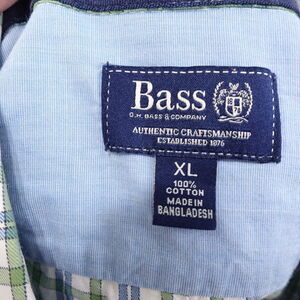 Bass
G.H. BASS & COMPANY
AUTHENTIC CRAFTSMANSHIP
ESTABLISHED 1876
XL
100%
COTTON
MADE IN
BANGLADESH